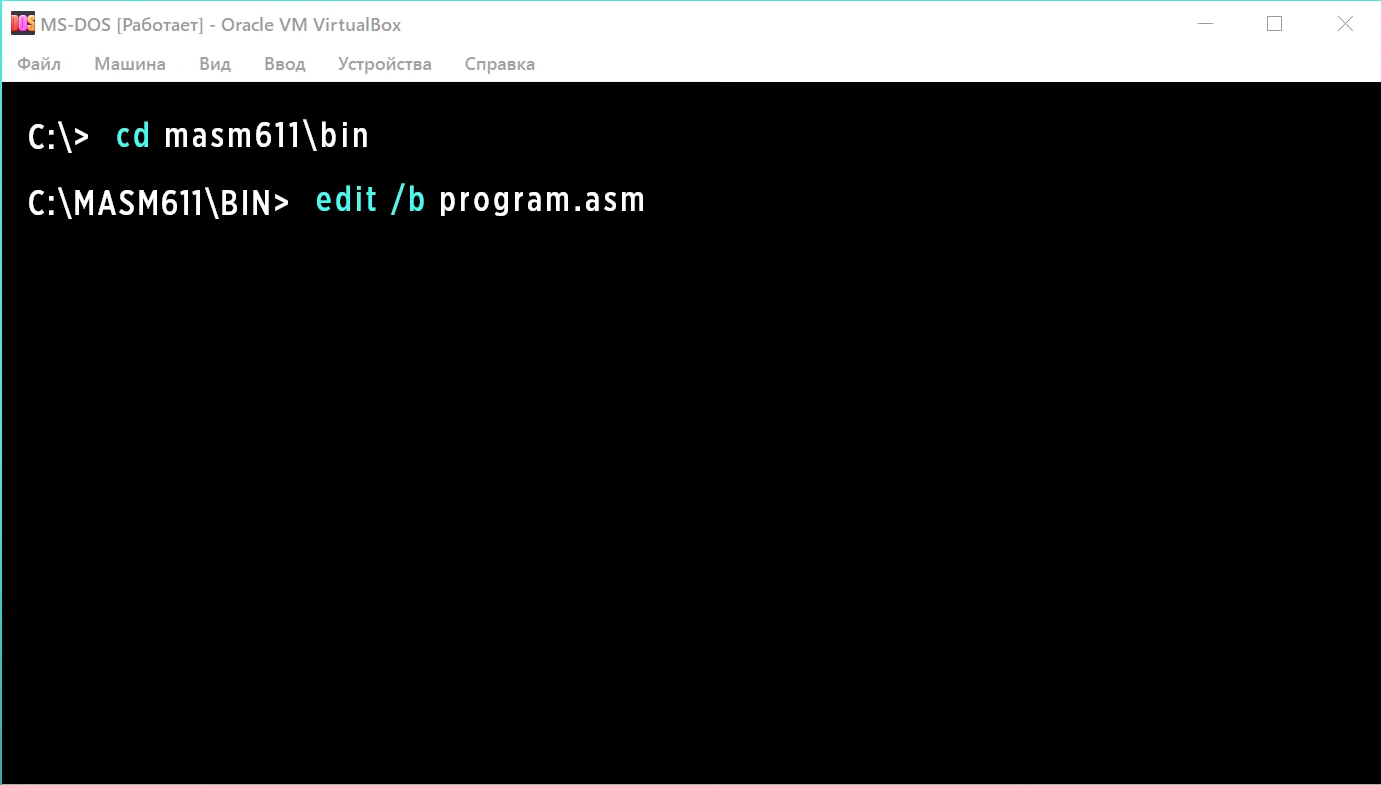 DOS MS-DOS [Работает] - Oracle VM VirtualBox
Файл Машина Вид Ввод Устройства Справка
C:\> cd masm611\bin
C:\MASM611\BIN> edit /b program.asm